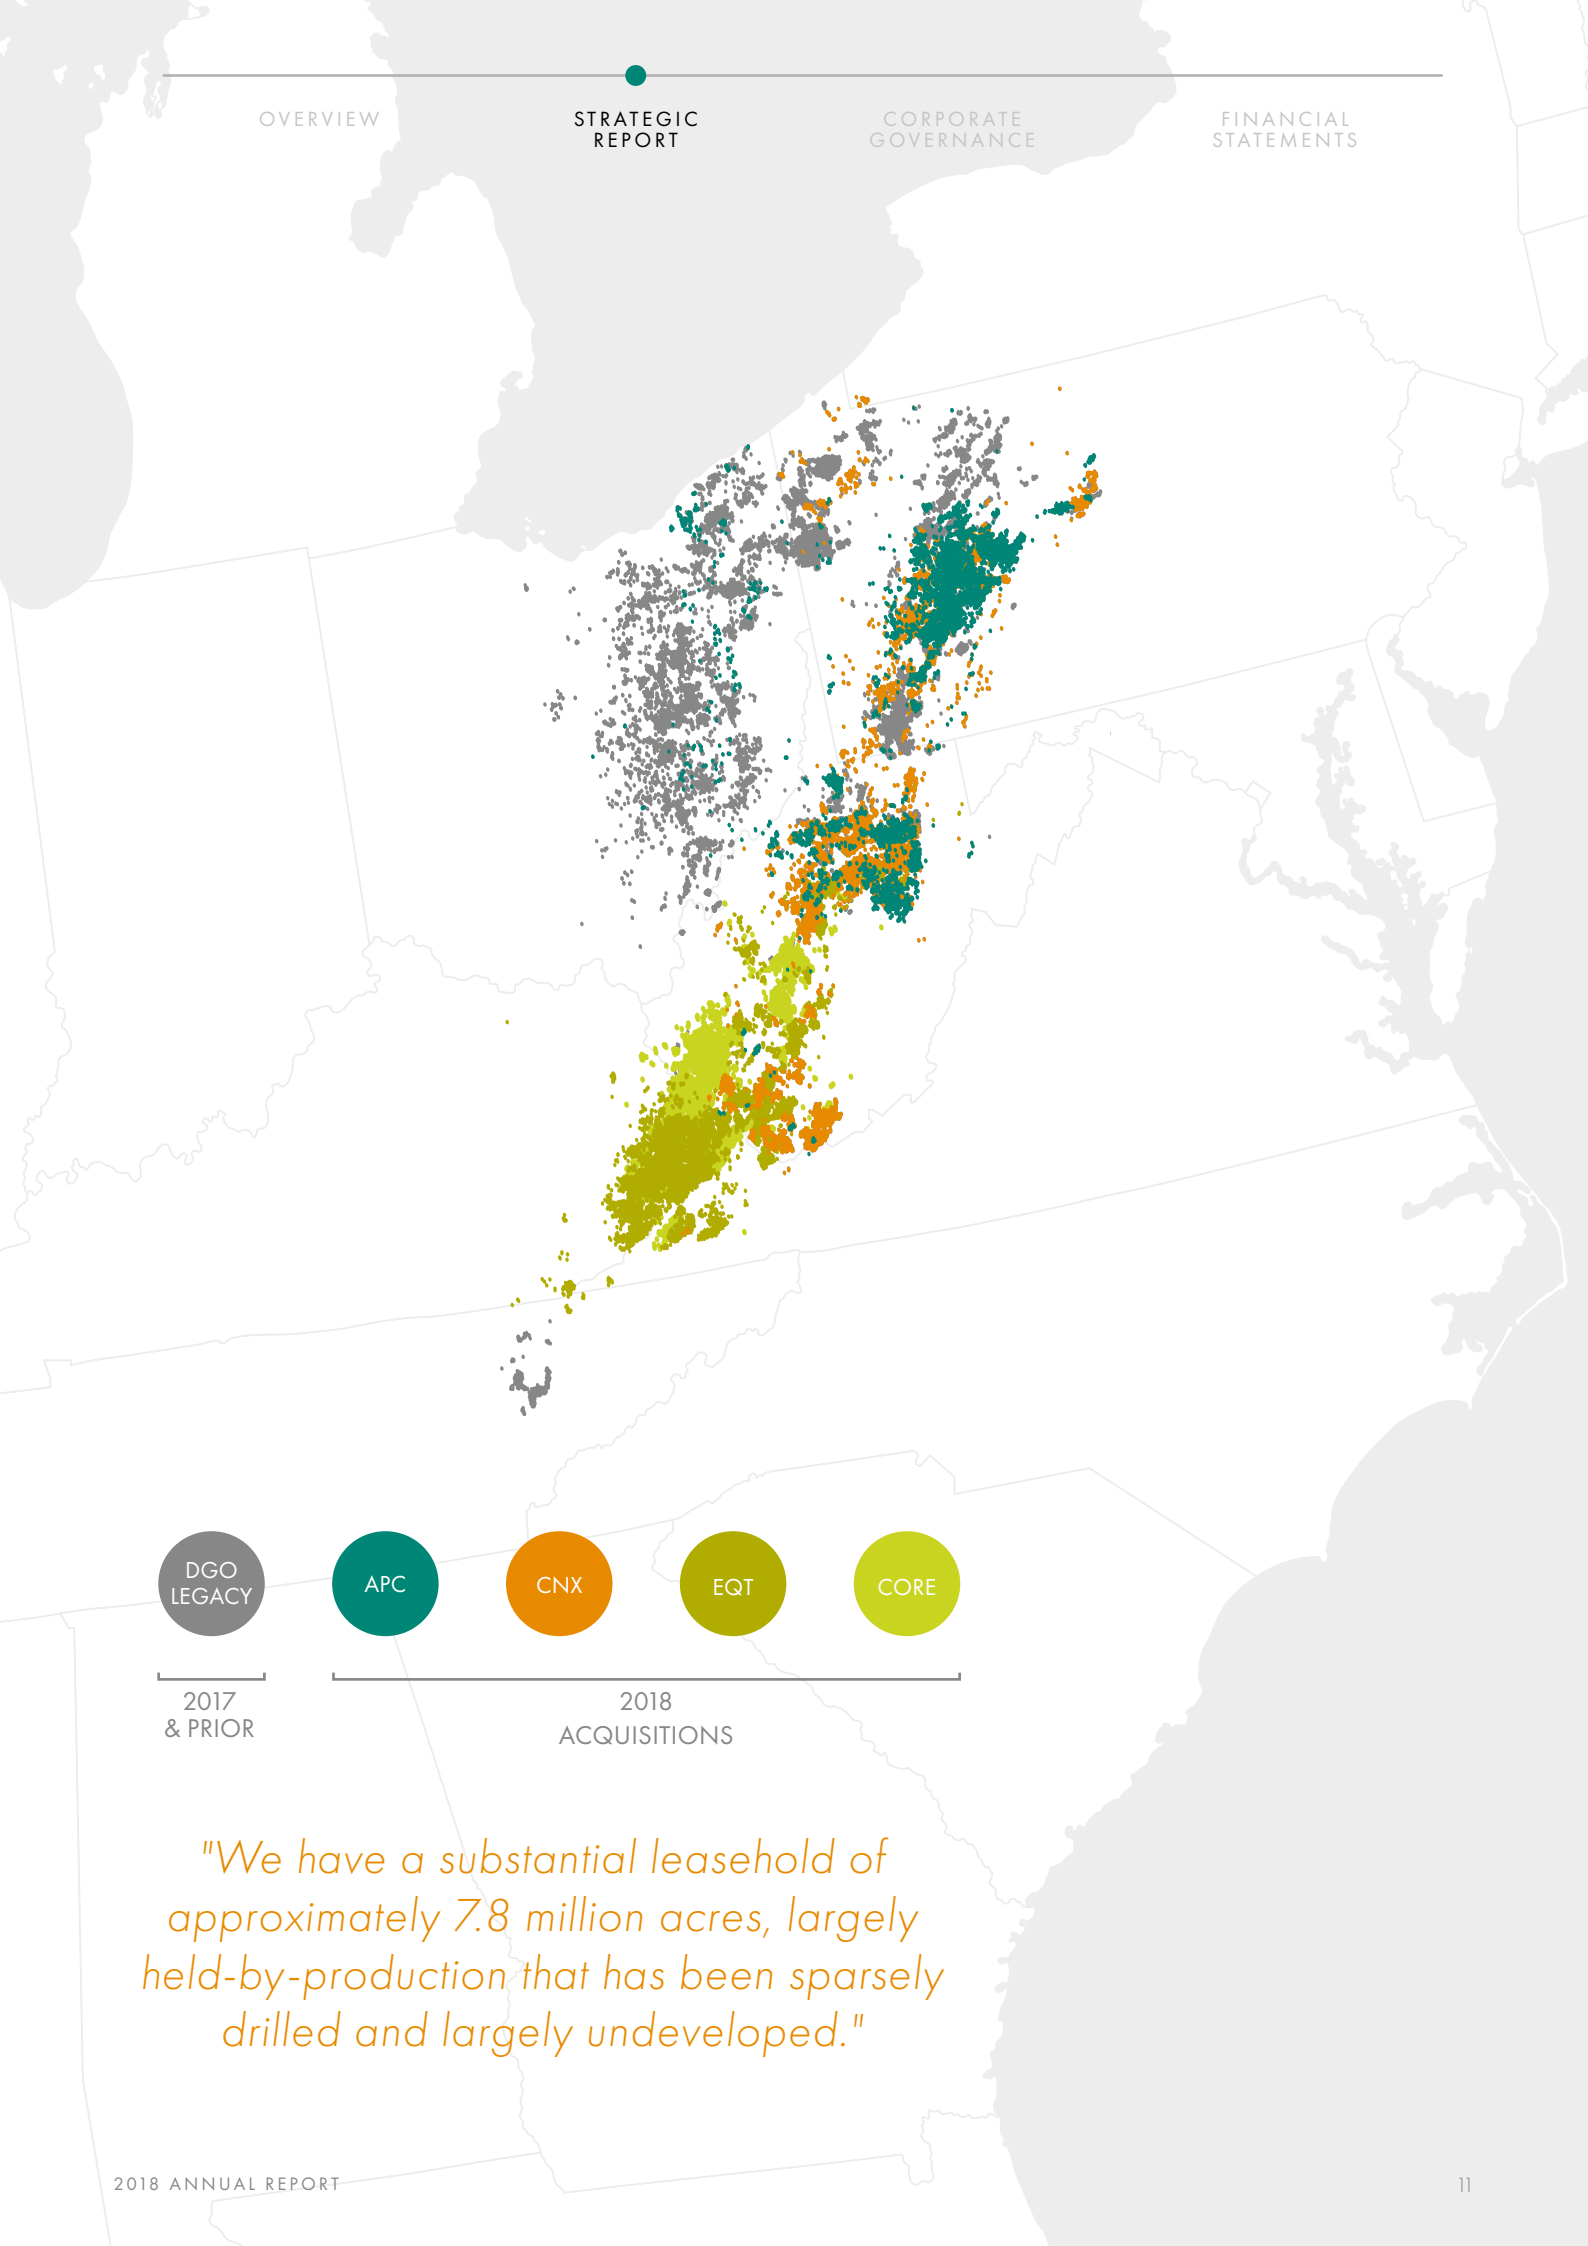 OVERVIEW
STRATEGIC
REPORT
CORPORATE
GOVERNANCE
FINANCIAL
STATEMENTS
DGO
LEGACY
APC
CNX
EQT
CORE
2017
& PRIOR
2018
ACQUISITIONS
"We have a substantial leasehold of
approximately 7.8 million acres, largely
held-by-production that has been sparsely
drilled and largely undeveloped."
2018 ANNUAL REPORT
11